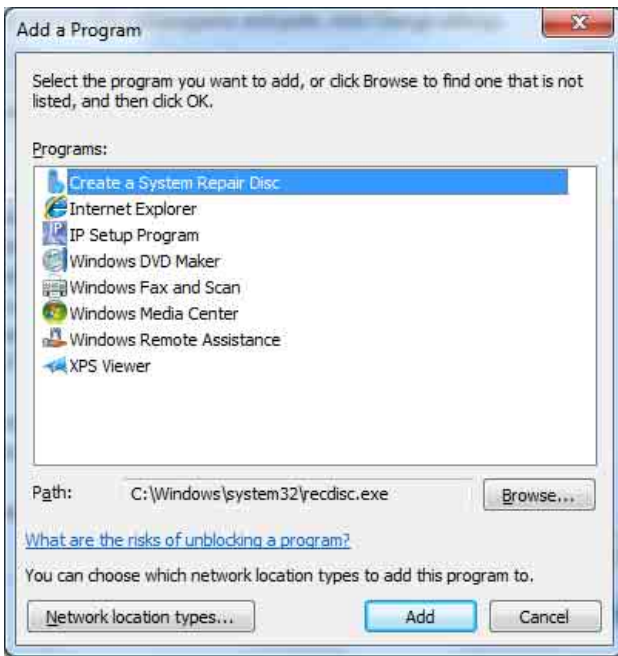 Add a Program
Select the program you want to add, or click Browse to find one that is not
listed, and then click OK.
Programs:
Create a System Repair Disc
Internet Explorer
IP Setup Program
Windows DVD Maker
Windows Fax and Scan
Windows Media Center
Windows Remote Assistance
XPS Viewer
Path: C:\Windows\system32\recdisc.exe Browse...
What are the risks of unblocking a program?
You can choose which network location types to add this program to.
Network location types... Add Cancel